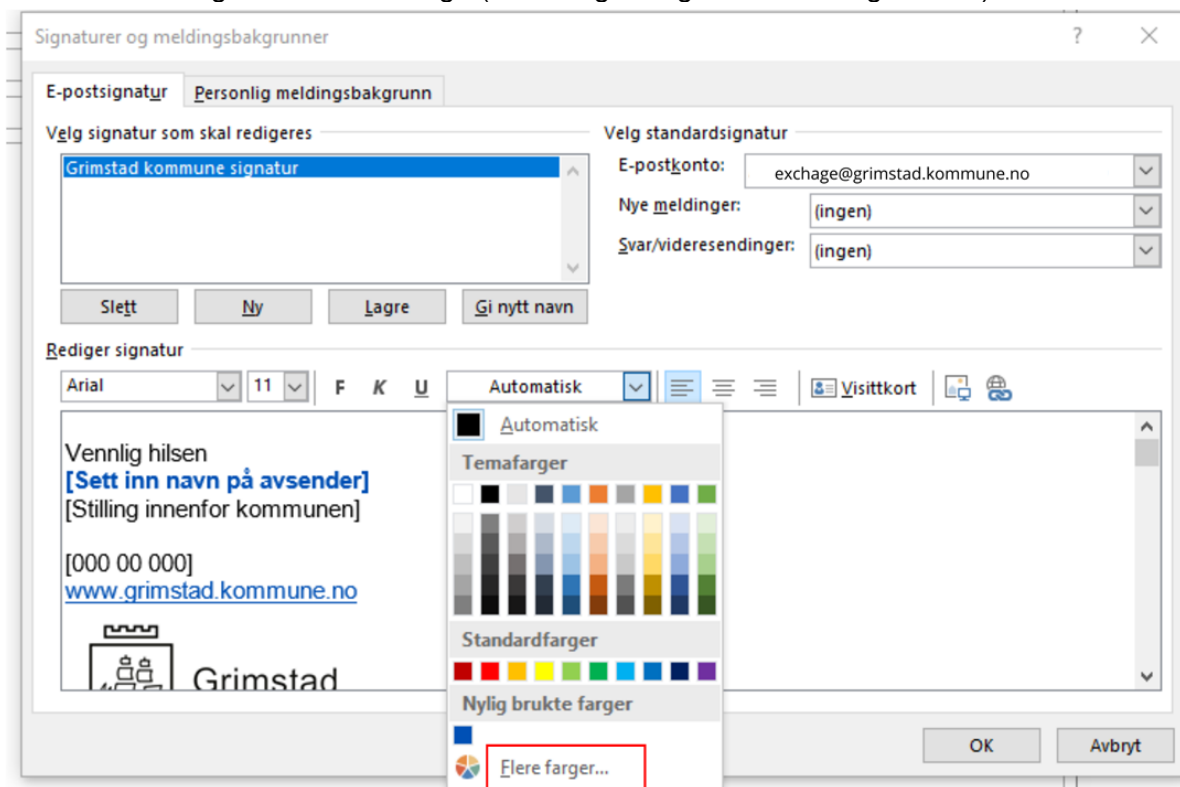 Signaturer og meldingsbakgrunner ?
E-postsignatur Personlig meldingsbakgrunn
Velg signatur som skal redigeres
Velg standardsignatur
Grimstad kommune signatur
E-postkonto: exchage@grimstad.kommune.no
Nye meldinger: (ingen)
Svar/videresendinger: (ingen)
Slett Ny Lagre Gi nytt navn
Rediger signatur
Arial 11 F K U Automatisk Visittkort
Automatisk
Temafarger
Standardfarger
Nylig brukte farger
Flere farger...
Vennlig hilsen
[Sett inn navn på avsender]
[Stilling innenfor kommunen]
[000 00 000]
www.grimstad.kommune.no
Grimstad
OK Avbryt